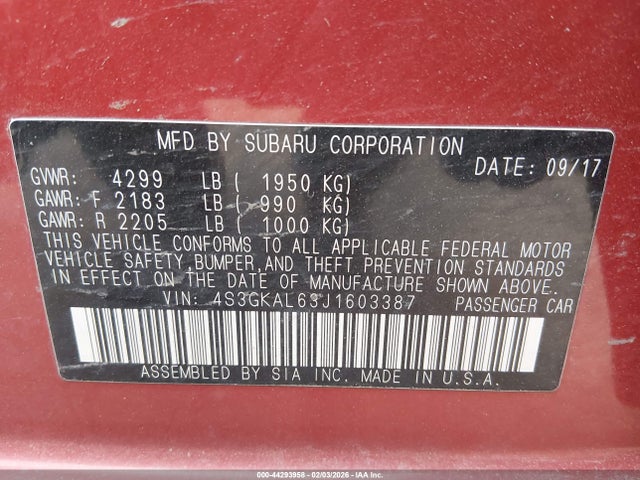 MFD BY SUBARU CORPORATION
DATE: 09/17
GVWR: 4299 LB ( 1950 KG)
GAWR: F 2183 LB ( 990 KG)
GAWR: R 2205 LB ( 1000 KG)
THIS VEHICLE CONFORMS TO ALL APPLICABLE FEDERAL MOTOR
VEHICLE SAFETY, BUMPER, AND THEFT PREVENTION STANDARDS
IN EFFECT ON THE DATE OF MANUFACTURE SHOWN ABOVE.
VIN: 4S3GKAL63J1603387 PASSENGER CAR
ASSEMBLED BY SIA INC. MADE IN U.S.A.
000-44293958 - 02/03/2026 - IAAI.com